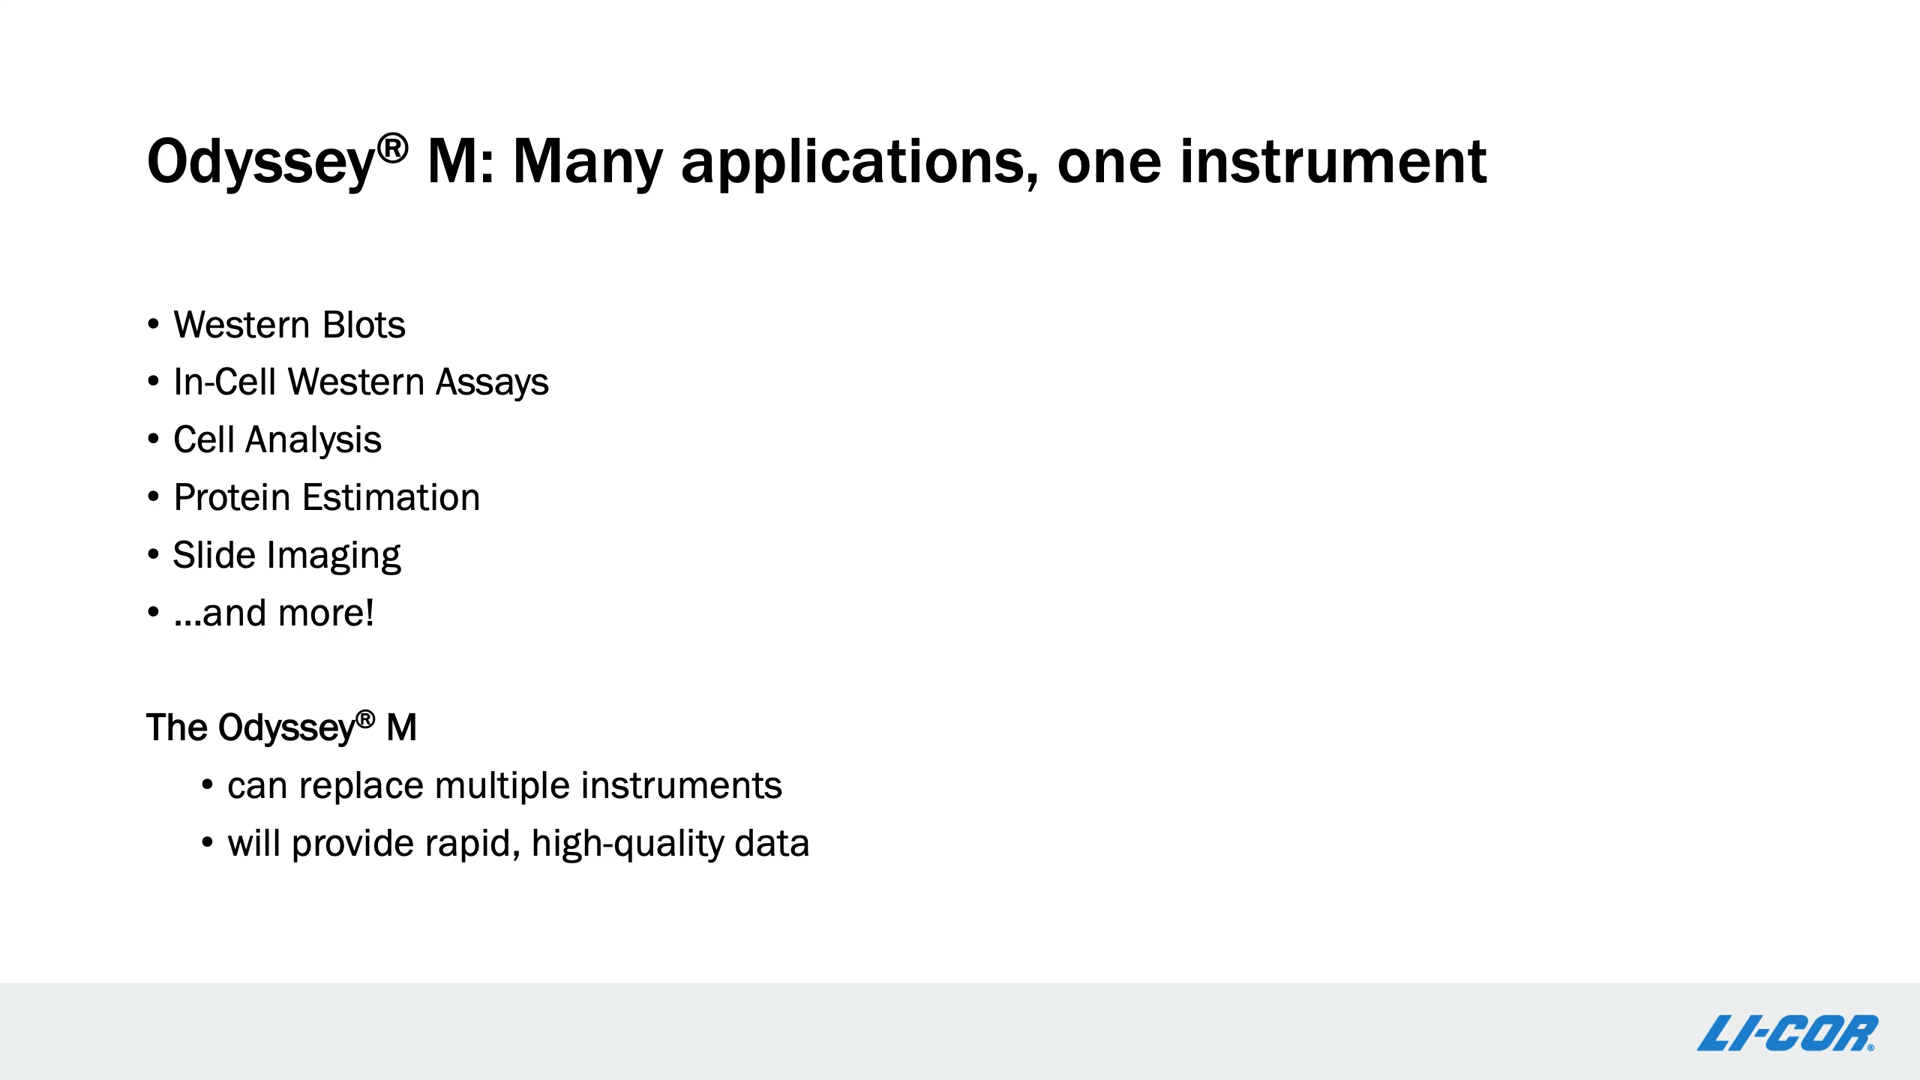 Odyssey® M: Many applications, one instrument
• Western Blots
• In-Cell Western Assays
• Cell Analysis
• Protein Estimation
• Slide Imaging
• ...and more!
The Odyssey® M
• can replace multiple instruments
• will provide rapid, high-quality data
LI-COR®